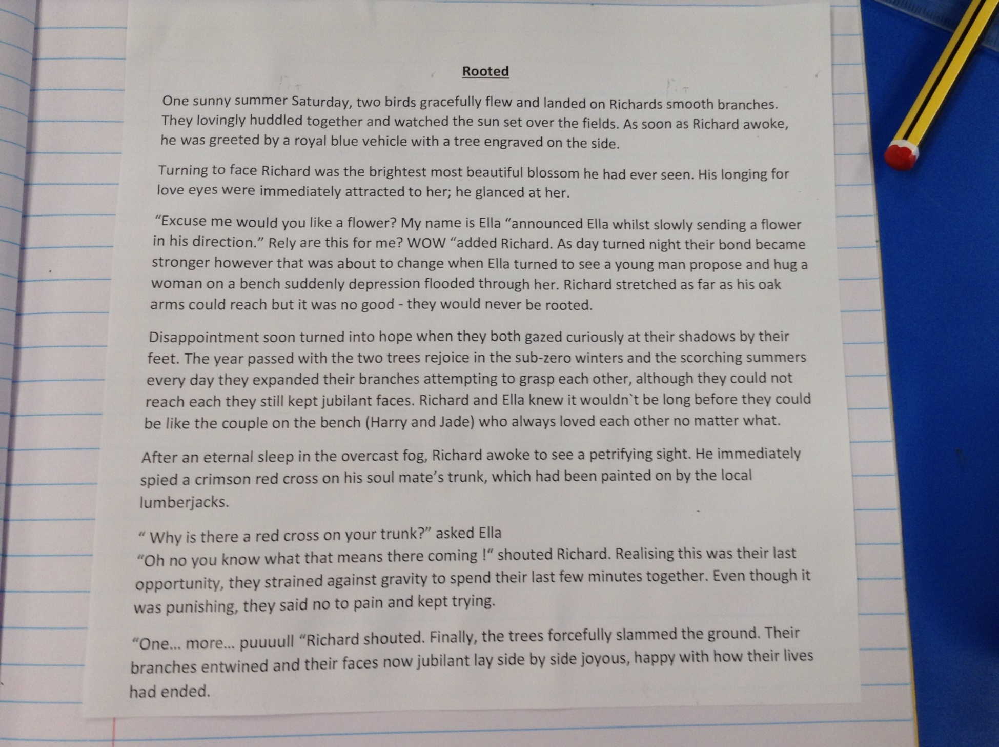 Rooted
One sunny summer Saturday, two birds gracefully flew and landed on Richards smooth branches.
They lovingly huddled together and watched the sun set over the fields. As soon as Richard awoke,
he was greeted by a royal blue vehicle with a tree engraved on the side.
Turning to face Richard was the brightest most beautiful blossom he had ever seen. His longing for
love eyes were immediately attracted to her; he glanced at her.
“Excuse me would you like a flower? My name is Ella “announced Ella whilst slowly sending a flower
in his direction.” Rely are this for me? WOW “added Richard. As day turned night their bond became
stronger however that was about to change when Ella turned to see a young man propose and hug a
woman on a bench suddenly depression flooded through her. Richard stretched as far as his oak
arms could reach but it was no good - they would never be rooted.
Disappointment soon turned into hope when they both gazed curiously at their shadows by their
feet. The year passed with the two trees rejoice in the sub-zero winters and the scorching summers
every day they expanded their branches attempting to grasp each other, although they could not
reach each they still kept jubilant faces. Richard and Ella knew it wouldn`t be long before they could
be like the couple on the bench (Harry and Jade) who always loved each other no matter what.
After an eternal sleep in the overcast fog, Richard awoke to see a petrifying sight. He immediately
spied a crimson red cross on his soul mate’s trunk, which had been painted on by the local
lumberjacks.
“ Why is there a red cross on your trunk?” asked Ella
“Oh no you know what that means there coming !“ shouted Richard. Realising this was their last
opportunity, they strained against gravity to spend their last few minutes together. Even though it
was punishing, they said no to pain and kept trying.
“One... more... puuuull “Richard shouted. Finally, the trees forcefully slammed the ground. Their
branches entwined and their faces now jubilant lay side by side joyous, happy with how their lives
had ended.